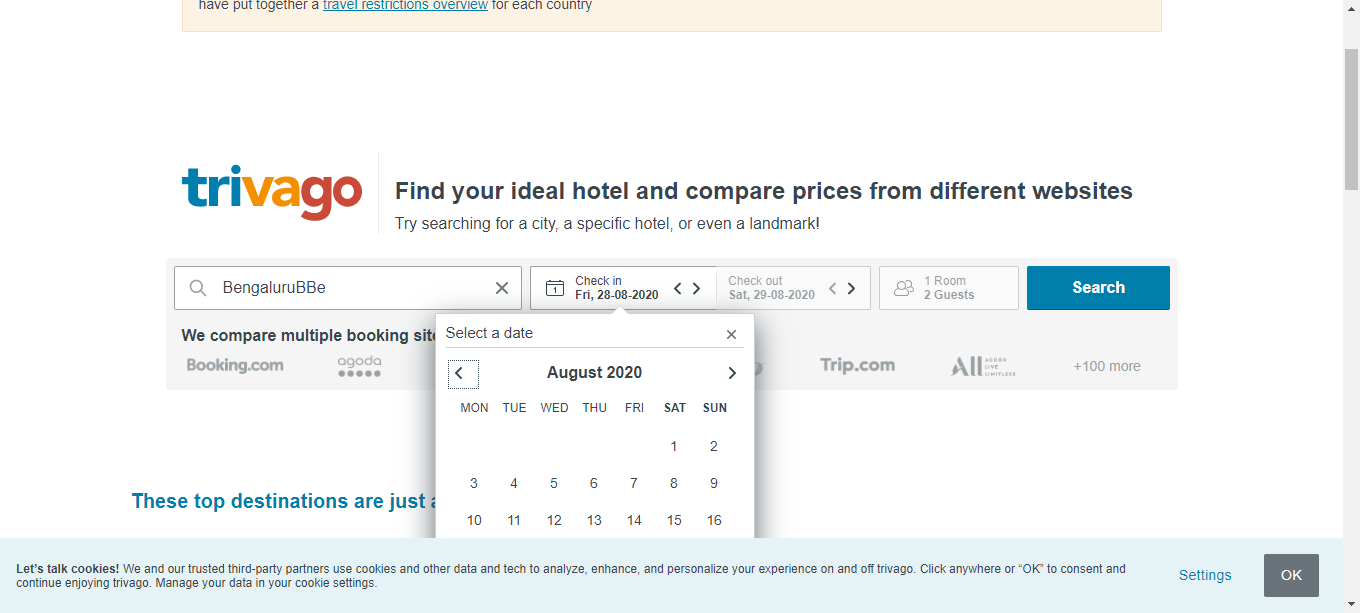 have put together a travel restrictions overview for each country
trivago
Find your ideal hotel and compare prices from different websites
Try searching for a city, a specific hotel, or even a landmark!
BengaluruBBe
Check in
Fri, 28-08-2020
Check out
Sat, 29-08-2020
1 Room
2 Guests
Search
We compare multiple booking site
Booking.com
agoda
Trip.com
ALL ACCOR LIVE LIMITLESS
+100 more
Select a date
August 2020
MON TUE WED THU FRI SAT SUN
1 2
3 4 5 6 7 8 9
10 11 12 13 14 15 16
These top destinations are just a
Let's talk cookies! We and our trusted third-party partners use cookies and other data and tech to analyze, enhance, and personalize your experience on and off trivago. Click anywhere or “OK” to consent and
continue enjoying trivago. Manage your data in your cookie settings.
Settings
OK